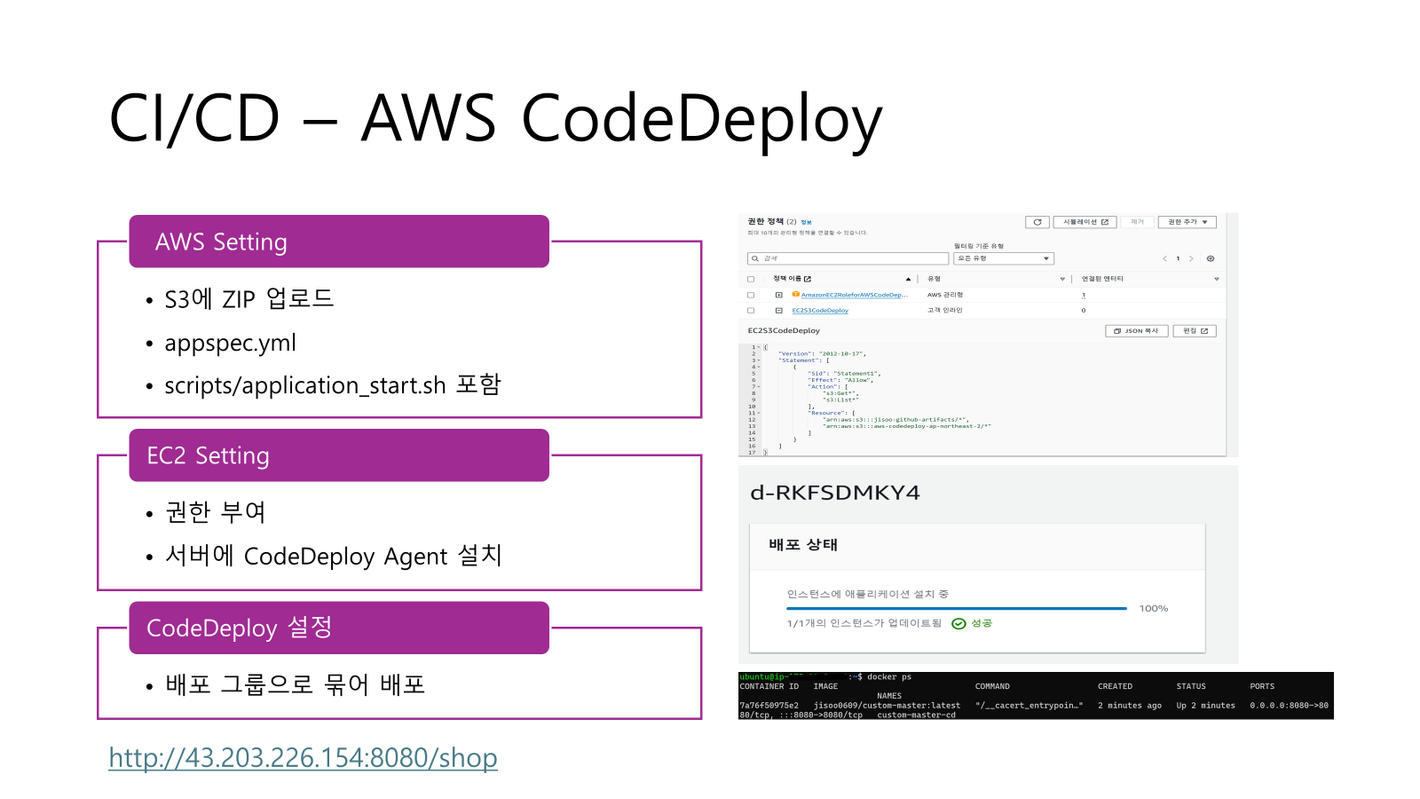 CI/CD – AWS CodeDeploy
AWS Setting
• S3에 ZIP 업로드
• appspec.yml
• scripts/application_start.sh 포함
EC2 Setting
• 권한 부여
• 서버에 CodeDeploy Agent 설치
CodeDeploy 설정
• 배포 그룹으로 묶어 배포
http://43.203.226.154:8080/shop
권한 정책 (2) 정보
시뮬레이션
제거
권한 추가
최대 10개의 관리형 정책을 연결할 수 있습니다.
필터링 기준 유형
검색
모든 유형
1
정책 이름
유형
연결된 엔터티
AmazonEC2RoleforAWSCodeDep...
AWS 관리형
1
EC2S3CodeDeploy
고객 인라인
0
EC2S3CodeDeploy
JSON 복사
편집
1 {
2 "Version": "2012-10-17",
3 "Statement": [
4 {
5 "Sid": "Statement1",
6 "Effect": "Allow",
7 "Action": [
8 "s3:Get*",
9 "s3:List*"
10 ],
11 "Resource": [
12 "arn:aws:s3:::jisoo-github-artifacts/*",
13 "arn:aws:s3:::aws-codedeploy-ap-northeast-2/*"
14 ]
15 }
16 ]
17 }
d-RKFSDMKY4
배포 상태
인스턴스에 애플리케이션 설치 중
100%
1/1개의 인스턴스가 업데이트됨 성공
:~$ docker ps
CONTAINER ID IMAGE COMMAND CREATED STATUS PORTS
NAMES
7a76f50975e2 jisoo0609/custom-master:latest "/__cacert_entrypoin…" 2 minutes ago Up 2 minutes 0.0.0.0:8080->80
80/tcp, :::8080->8080/tcp custom-master-cd